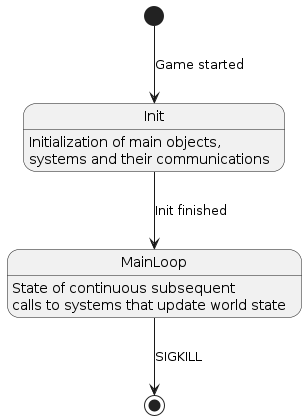 Game started
Init
Initialization of main objects,
systems and their communications
Init finished
MainLoop
State of continuous subsequent
calls to systems that update world state
SIGKILL